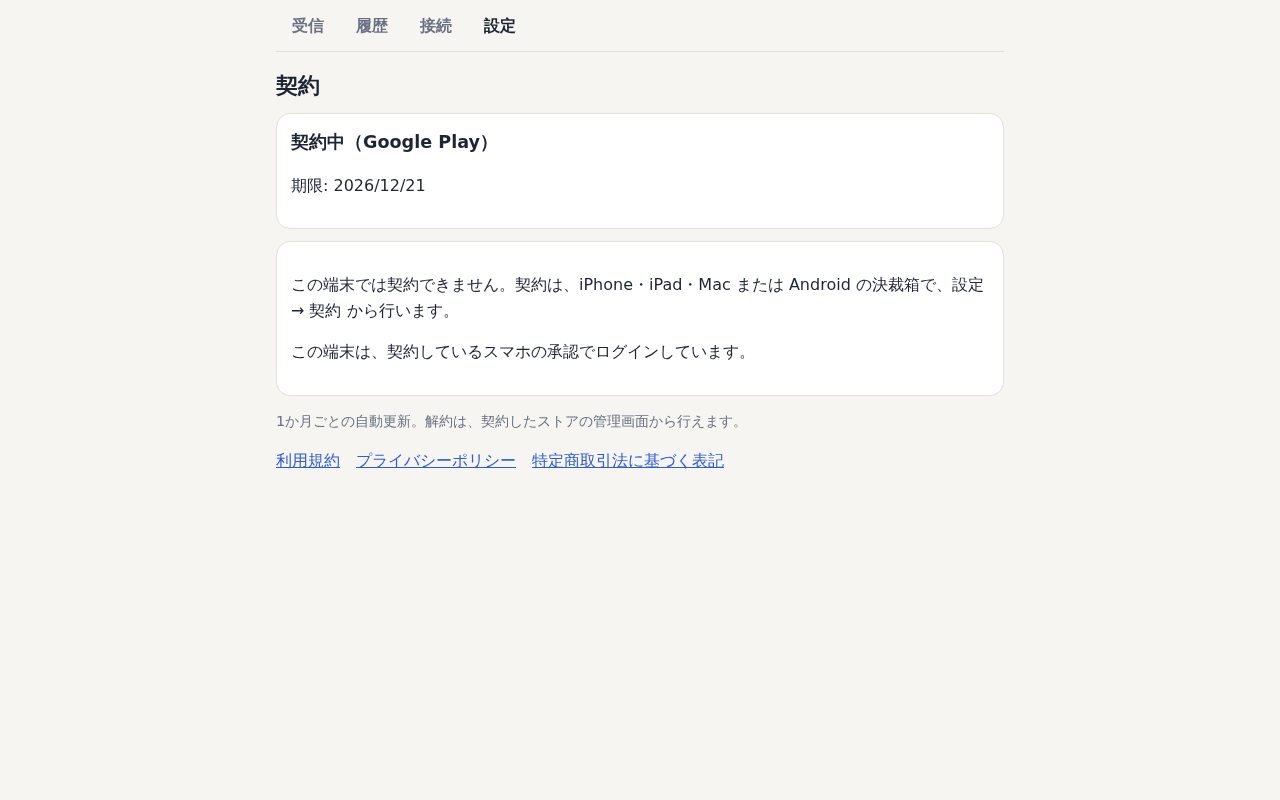 受信 履歴 接続 設定
契約
契約中（Google Play）
期限: 2026/12/21
この端末では契約できません。契約は、iPhone・iPad・Mac または Android の決裁箱で、設定
→ 契約 から行います。
この端末は、契約しているスマホの承認でログインしています。
1か月ごとの自動更新。解約は、契約したストアの管理画面から行えます。
利用規約 プライバシーポリシー 特定商取引法に基づく表記